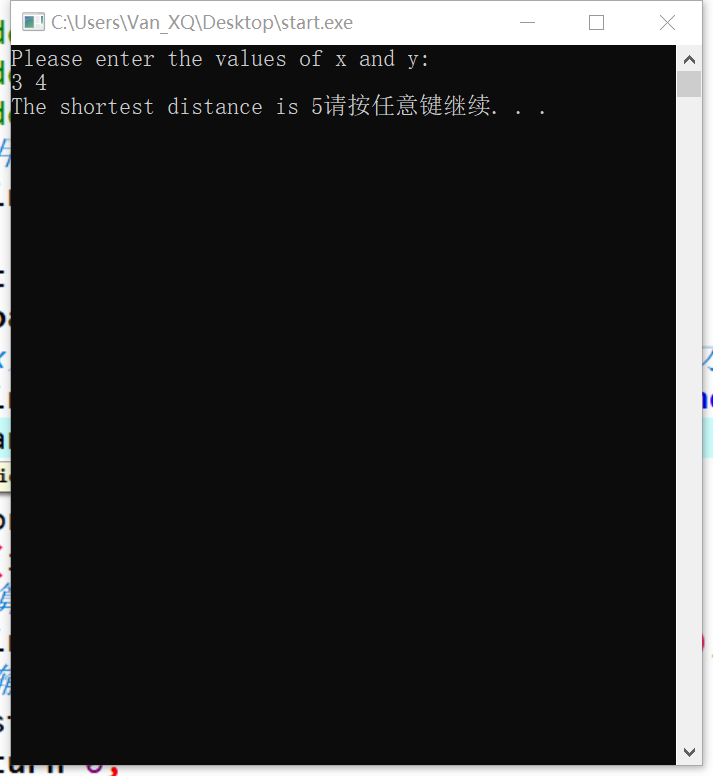 C:\Users\Van_XQ\Desktop\start.exe
Please enter the values of x and y:
3 4
The shortest distance is 5请按任意键继续. . .